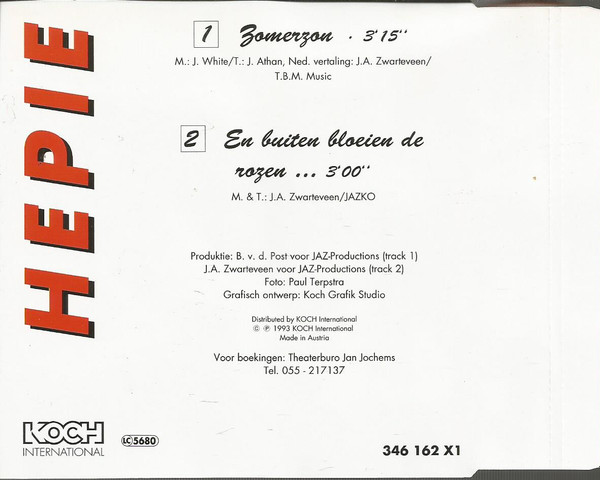 HEPIE
1 Zomerzon . 3'15''
M.: J. White/T.: J. Athan, Ned. vertaling: J.A. Zwarteveen/
T.B.M. Music
2 En buiten bloeien de
rozen ... 3'00''
M. & T.: J.A. Zwarteveen/JAZKO
Produktie: B. v. d. Post voor JAZ-Productions (track 1)
J.A. Zwarteveen voor JAZ-Productions (track 2)
Foto: Paul Terpstra
Grafisch ontwerp: Koch Grafik Studio
Distributed by KOCH International
© ℗ 1993 KOCH International
Made in Austria
Voor boekingen: Theaterburo Jan Jochems
Tel. 055 - 217137
KOCH
INTERNATIONAL
LC 5680
346 162 X1